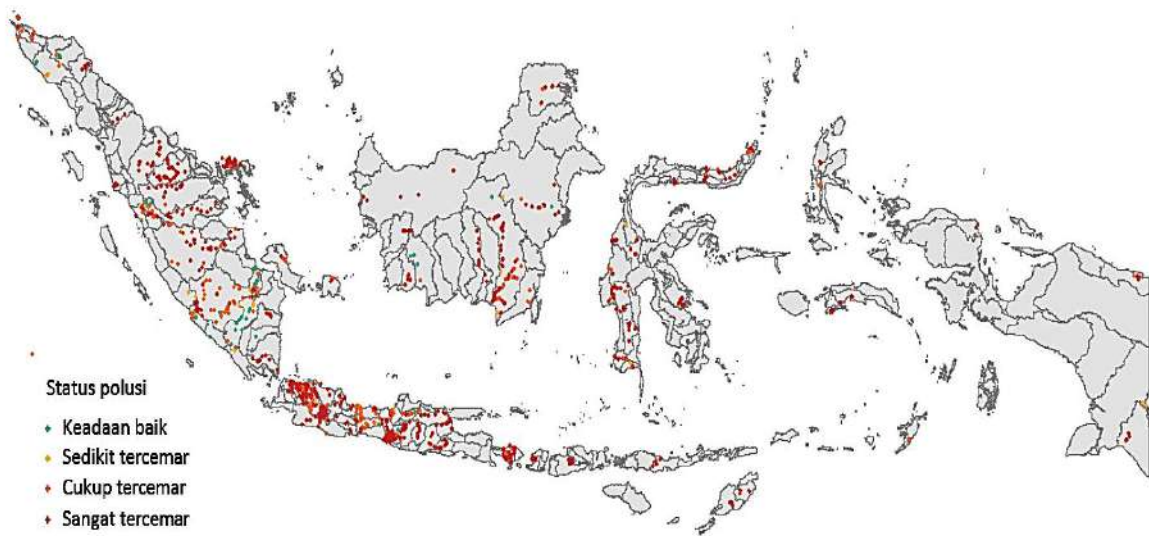 Status polusi
Keadaan baik
Sedikit tercemar
Cukup tercemar
Sangat tercemar